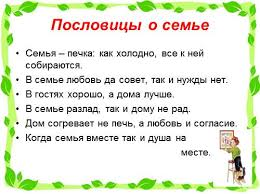 Пословицы о семье
• Семья – печка: как холодно, все к ней
собираются.
• В семье любовь да совет, так и нужды нет.
• В гостях хорошо, а дома лучше.
• В семье разлад, так и дому не рад.
• Дом согревает не печь, а любовь и согласие.
• Когда семья вместе так и душа на
месте.